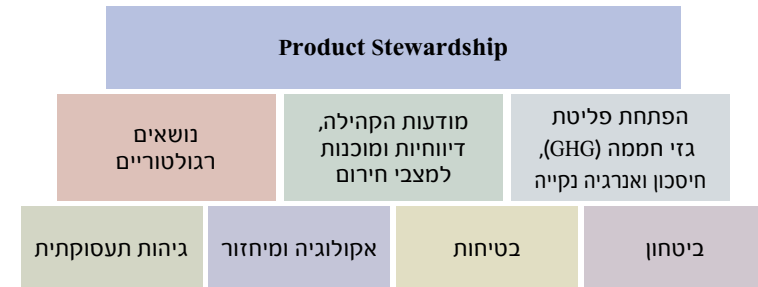 Product Stewardship
הפתחת פליטת
גזי חממה (GHG),
חיסכון ואנרגיה נקייה
מודעות הקהילה,
דיווחיות ומוכנות
למצבי חירום
נושאים
רגולטוריים
ביטחון
בטיחות
אקולוגיה ומיחזור
גיהות תעסוקתית